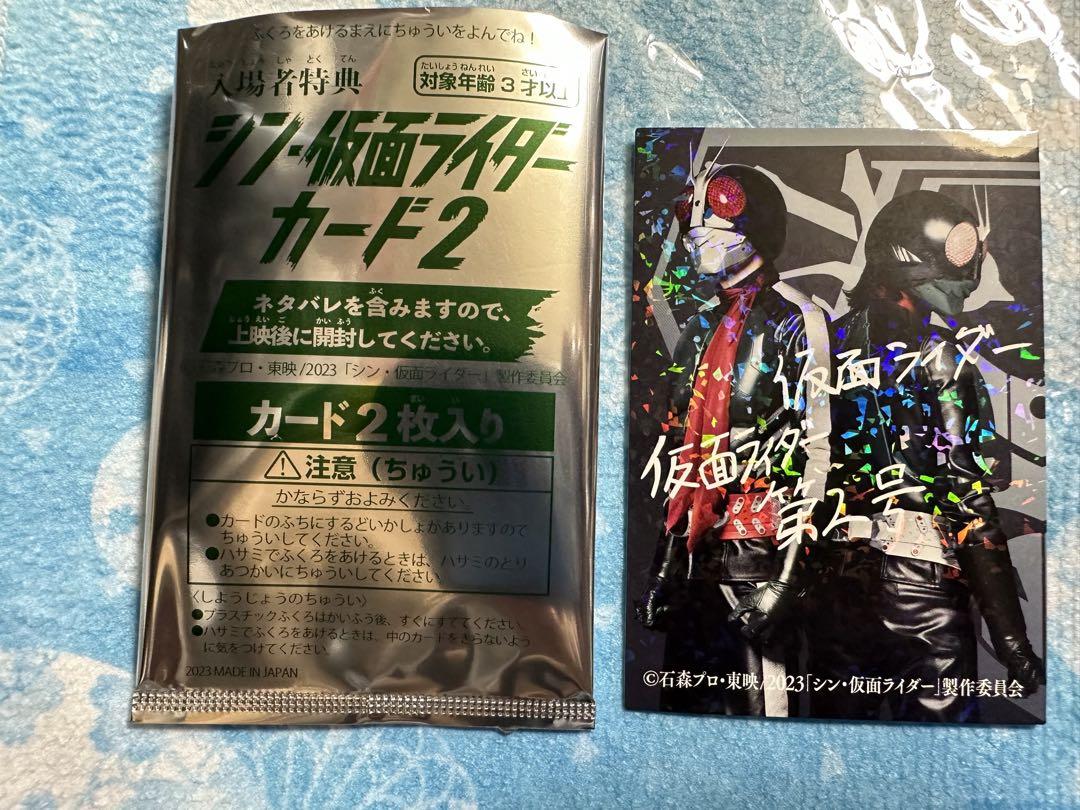 ふくろをあけるまえにちゅういをよんでね！
入場者特典
たいしょうねんれい
対象年齢 3 才以上
シン・仮面ライダー
カード2
ネタバレを含みますので、
上映後に開封してください。
石森プロ・東映/2023「シン・仮面ライダー」製作委員会
カード2枚入り
⚠注意（ちゅうい）
かならずおよみください。
●カードのふちにするどいかしょがありますので
ちゅういしてください。
●ハサミでふくろをあけるときは、ハサミのとり
あつかいにちゅういしてください
〈しようじょうのちゅうい〉
●プラスチックぶくろはかいふう後、すぐにすててください。
●ハサミでふくろをあけるときは、中のカードをきらないよう
に気をつけてください。
2023 MADE IN JAPAN
仮面ライダー
仮面ライダー
第2号
©石森プロ・東映/2023「シン・仮面ライダー」製作委員会